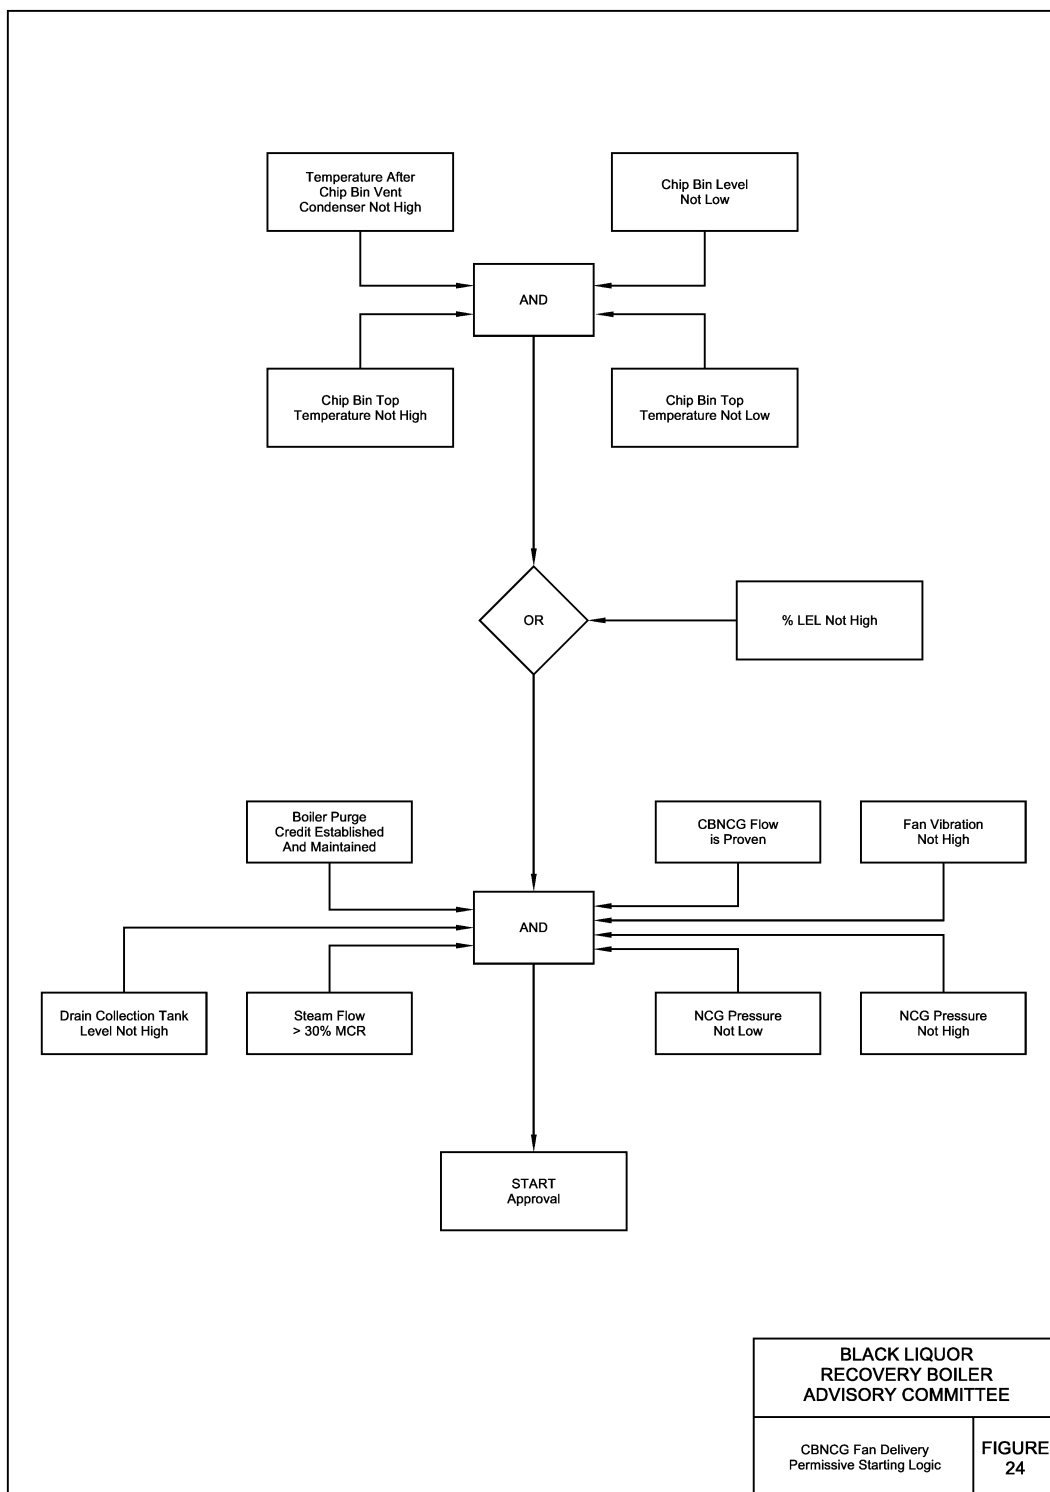 Temperature After
Chip Bin Vent
Condenser Not High
Chip Bin Level
Not Low
AND
Chip Bin Top
Temperature Not High
Chip Bin Top
Temperature Not Low
OR
% LEL Not High
Boiler Purge
Credit Established
And Maintained
CBNCG Flow
is Proven
Fan Vibration
Not High
AND
Drain Collection Tank
Level Not High
Steam Flow
> 30% MCR
NCG Pressure
Not Low
NCG Pressure
Not High
START
Approval
BLACK LIQUOR
RECOVERY BOILER
ADVISORY COMMITTEE
CBNCG Fan Delivery
Permissive Starting Logic
FIGURE
24